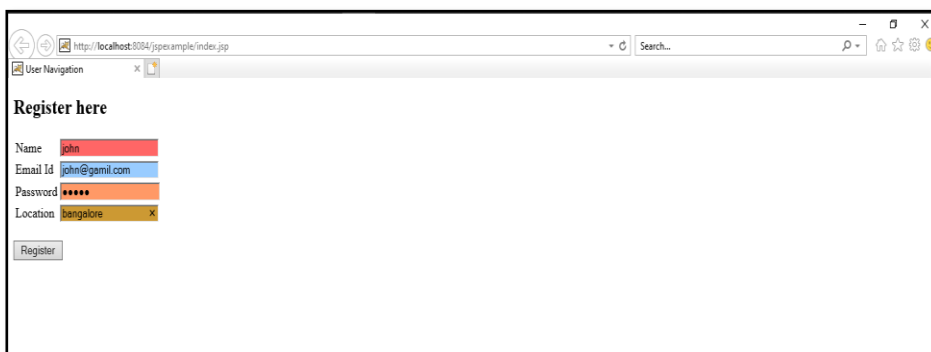 http://localhost:8084/jspexample/index.jsp
Search...
User Navigation
Register here
Name john
Email Id john@gamil.com
Password •••••
Location bangalore x
Register